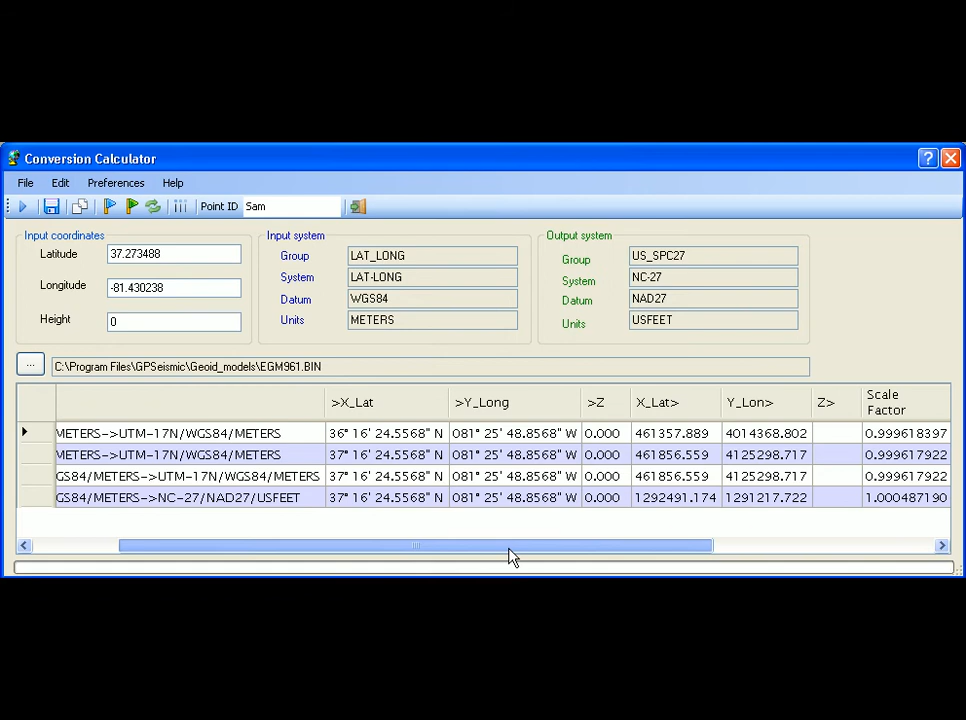 Conversion Calculator
File Edit Preferences Help
Point ID Sam
Input coordinates
Latitude 37.273488
Longitude -81.430238
Height 0
Input system
Group LAT_LONG
System LAT-LONG
Datum WGS84
Units METERS
Output system
Group US_SPC27
System NC-27
Datum NAD27
Units USFEET
... C:\Program Files\GPSeismic\Geoid_models\EGM961.BIN
>X_Lat >Y_Long >Z X_Lat> Y_Lon> Z> Scale Factor
METERS->UTM-17N/WGS84/METERS 36° 16' 24.5568" N 081° 25' 48.8568" W 0.000 461357.889 4014368.802 0.999618397
METERS->UTM-17N/WGS84/METERS 37° 16' 24.5568" N 081° 25' 48.8568" W 0.000 461856.559 4125298.717 0.999617922
GS84/METERS->UTM-17N/WGS84/METERS 37° 16' 24.5568" N 081° 25' 48.8568" W 0.000 461856.559 4125298.717 0.999617922
GS84/METERS->NC-27/NAD27/USFEET 37° 16' 24.5568" N 081° 25' 48.8568" W 0.000 1292491.174 1291217.722 1.000487190